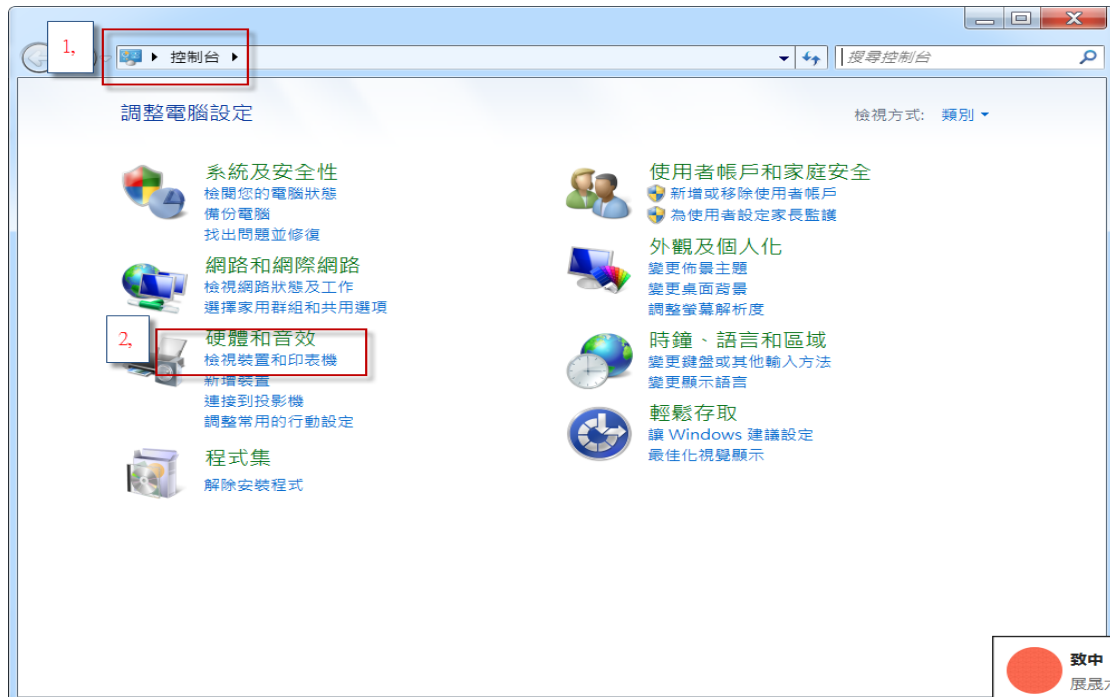 1,
控制台
搜尋控制台
調整電腦設定
檢視方式: 類別
系統及安全性
檢閱您的電腦狀態
備份電腦
找出問題並修復
網路和網際網路
檢視網路狀態及工作
選擇家用群組和共用選項
2,
硬體和音效
檢視裝置和印表機
新增裝置
連接到投影機
調整常用的行動設定
程式集
解除安裝程式
使用者帳戶和家庭安全
新增或移除使用者帳戶
為使用者設定家長監護
外觀及個人化
變更佈景主題
變更桌面背景
調整螢幕解析度
時鐘、語言和區域
變更鍵盤或其他輸入方法
變更顯示語言
輕鬆存取
讓 Windows 建議設定
最佳化視覺顯示
致中
展晟